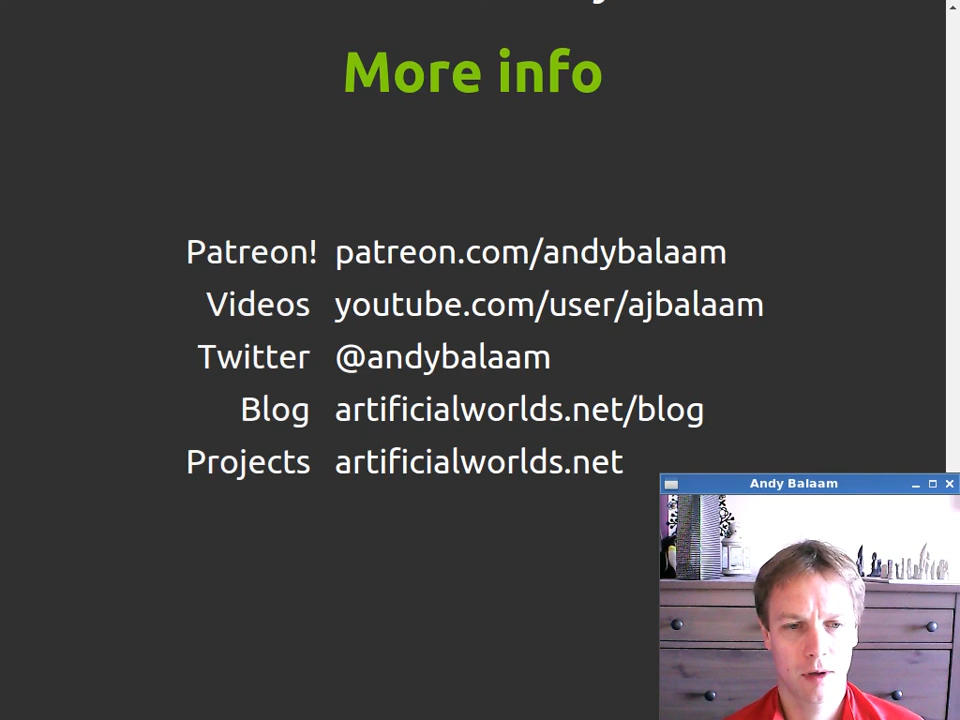 More info
Patreon! patreon.com/andybalaam
Videos youtube.com/user/ajbalaam
Twitter @andybalaam
Blog artificialworlds.net/blog
Projects artificialworlds.net
Andy Balaam